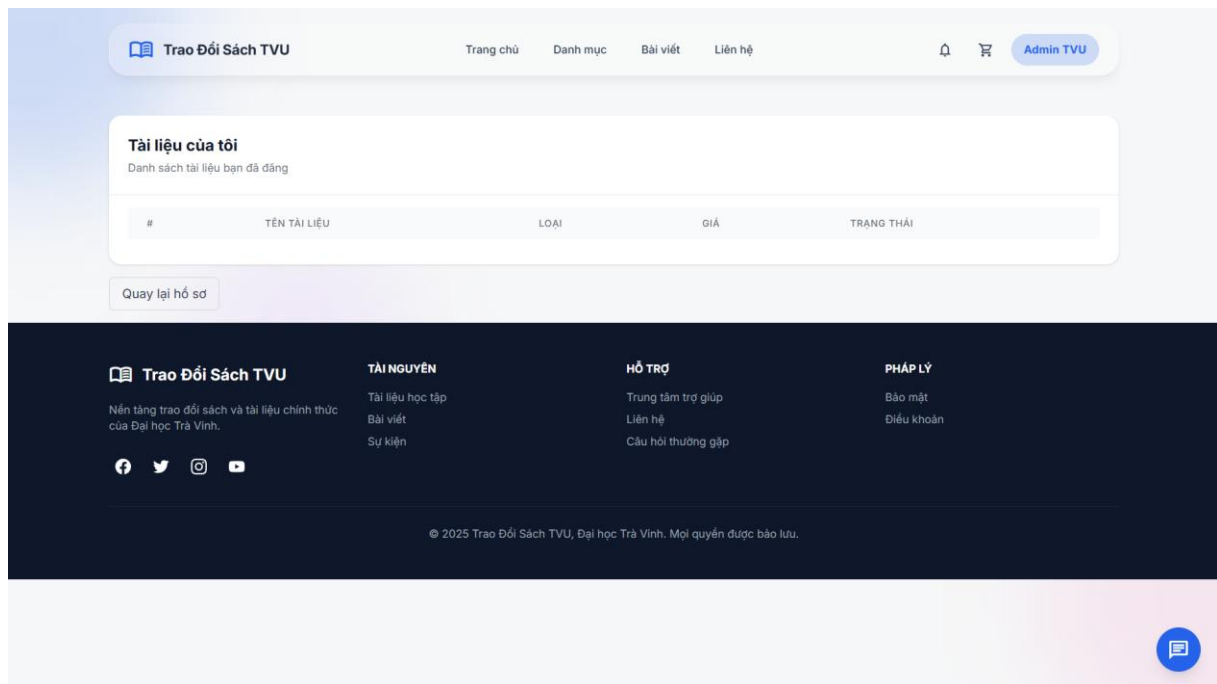 Trao Đổi Sách TVU
Trang chủ
Danh mục
Bài viết
Liên hệ
Admin TVU
Tài liệu của tôi
Danh sách tài liệu bạn đã đăng
# TÊN TÀI LIỆU LOẠI GIÁ TRẠNG THÁI
Quay lại hồ sơ
Trao Đổi Sách TVU
Nền tảng trao đổi sách và tài liệu chính thức
của Đại học Trà Vinh.
TÀI NGUYÊN
Tài liệu học tập
Bài viết
Sự kiện
HỖ TRỢ
Trung tâm trợ giúp
Liên hệ
Câu hỏi thường gặp
PHÁP LÝ
Bảo mật
Điều khoản
© 2025 Trao Đổi Sách TVU, Đại học Trà Vinh. Mọi quyền được bảo lưu.